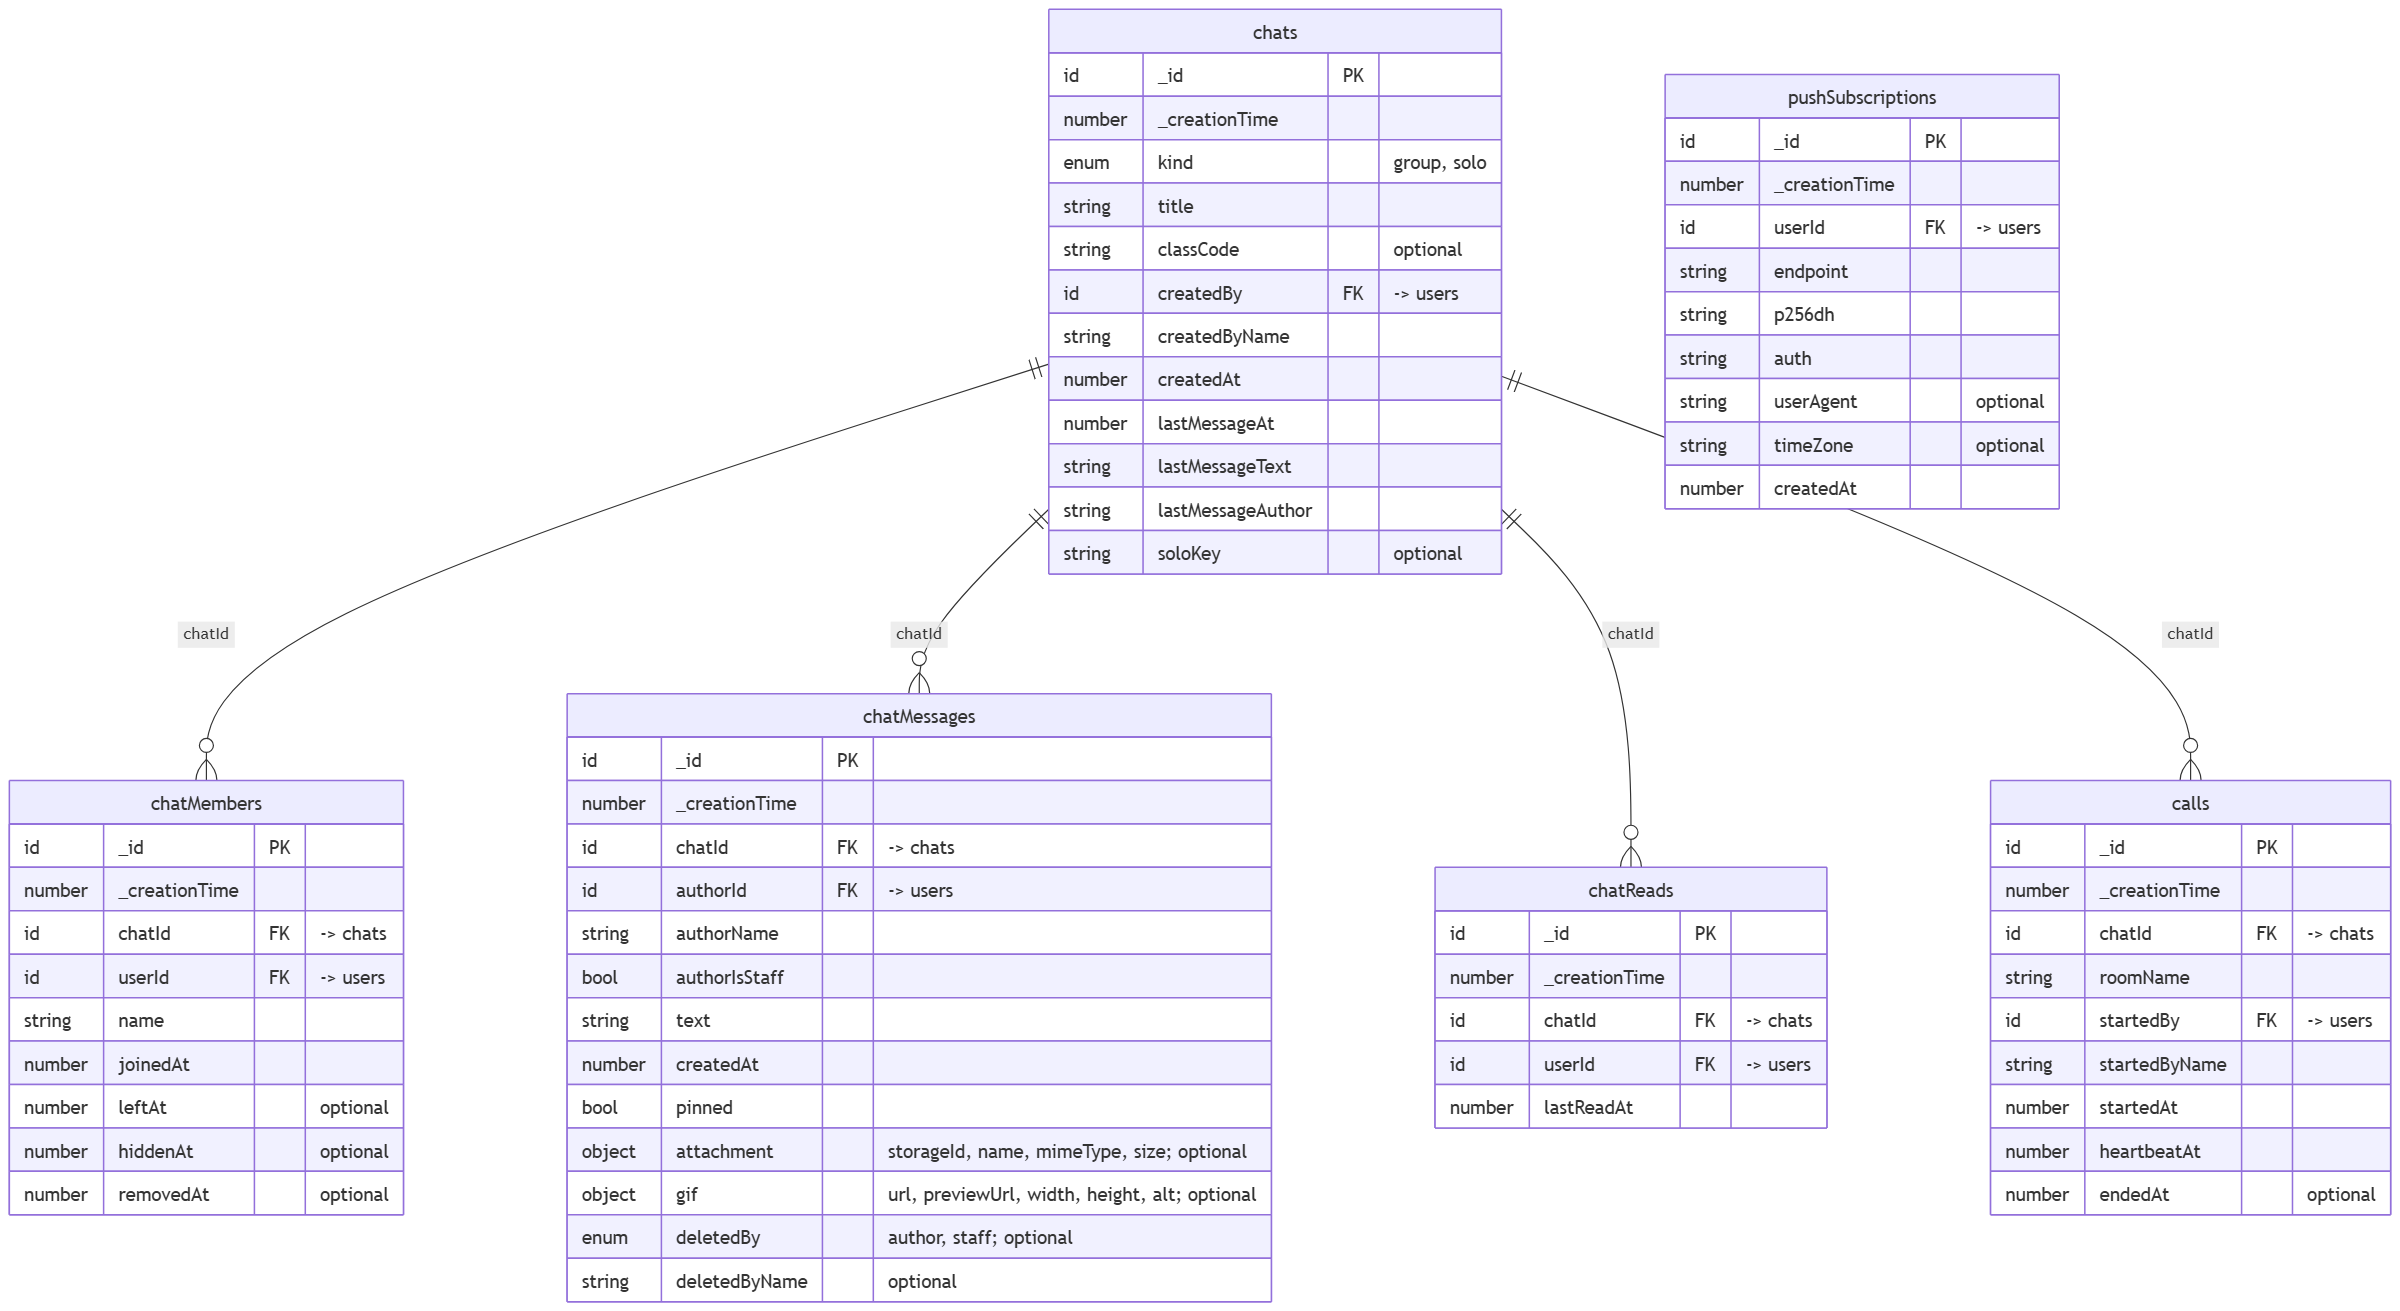 chats
id _id PK
number _creationTime
enum kind group, solo
string title
string classCode optional
id createdBy FK -> users
string createdByName
number createdAt
number lastMessageAt
string lastMessageText
string lastMessageAuthor
string soloKey optional
pushSubscriptions
id _id PK
number _creationTime
id userId FK -> users
string endpoint
string p256dh
string auth
string userAgent optional
string timeZone optional
number createdAt
chatId
chatId
chatId
chatId
chatMembers
id _id PK
number _creationTime
id chatId FK -> chats
id userId FK -> users
string name
number joinedAt
number leftAt optional
number hiddenAt optional
number removedAt optional
chatMessages
id _id PK
number _creationTime
id chatId FK -> chats
id authorId FK -> users
string authorName
bool authorIsStaff
string text
number createdAt
bool pinned
object attachment storageId, name, mimeType, size; optional
object gif url, previewUrl, width, height, alt; optional
enum deletedBy author, staff; optional
string deletedByName optional
chatReads
id _id PK
number _creationTime
id chatId FK -> chats
id userId FK -> users
number lastReadAt
calls
id _id PK
number _creationTime
id chatId FK -> chats
string roomName
id startedBy FK -> users
string startedByName
number startedAt
number heartbeatAt
number endedAt optional